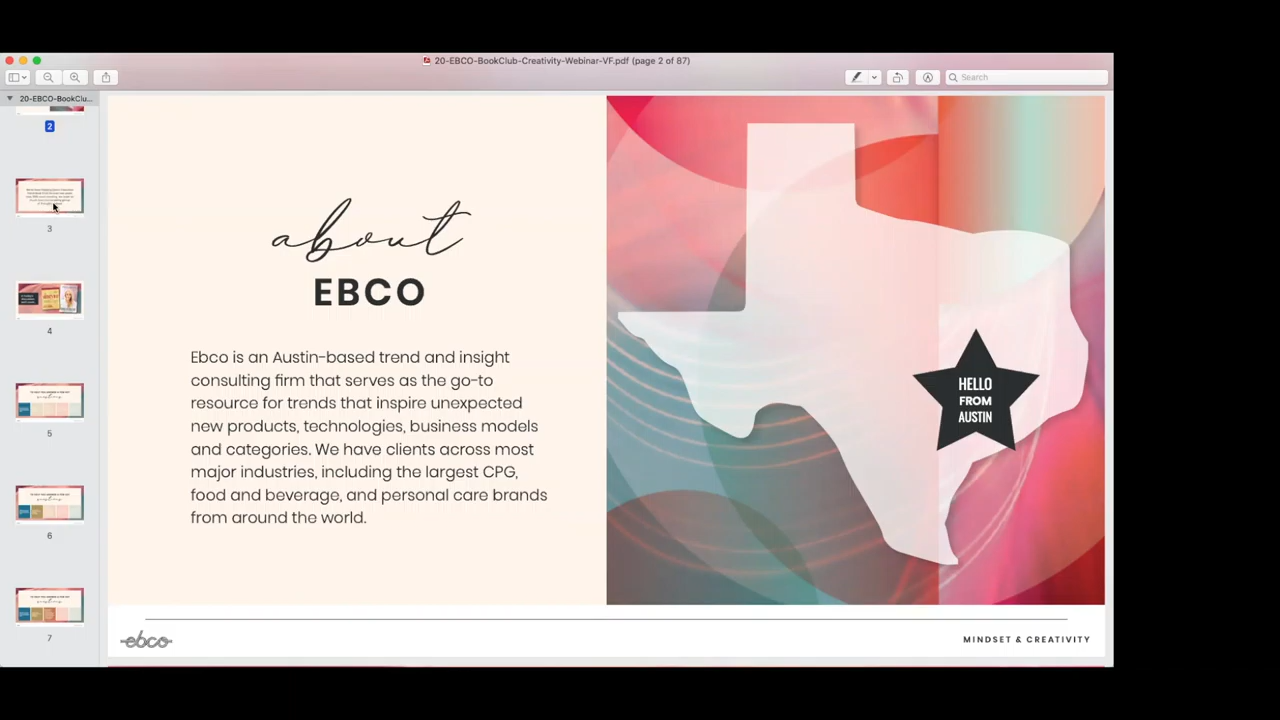 20-EBCO-BookClub-Creativity-Webinar-VF.pdf (page 2 of 87)
Search
20-EBCO-BookClu...
2
3
4
5
6
7
about
EBCO
Ebco is an Austin-based trend and insight
consulting firm that serves as the go-to
resource for trends that inspire unexpected
new products, technologies, business models
and categories. We have clients across most
major industries, including the largest CPG,
food and beverage, and personal care brands
from around the world.
HELLO
FROM
AUSTIN
ebco
MINDSET & CREATIVITY